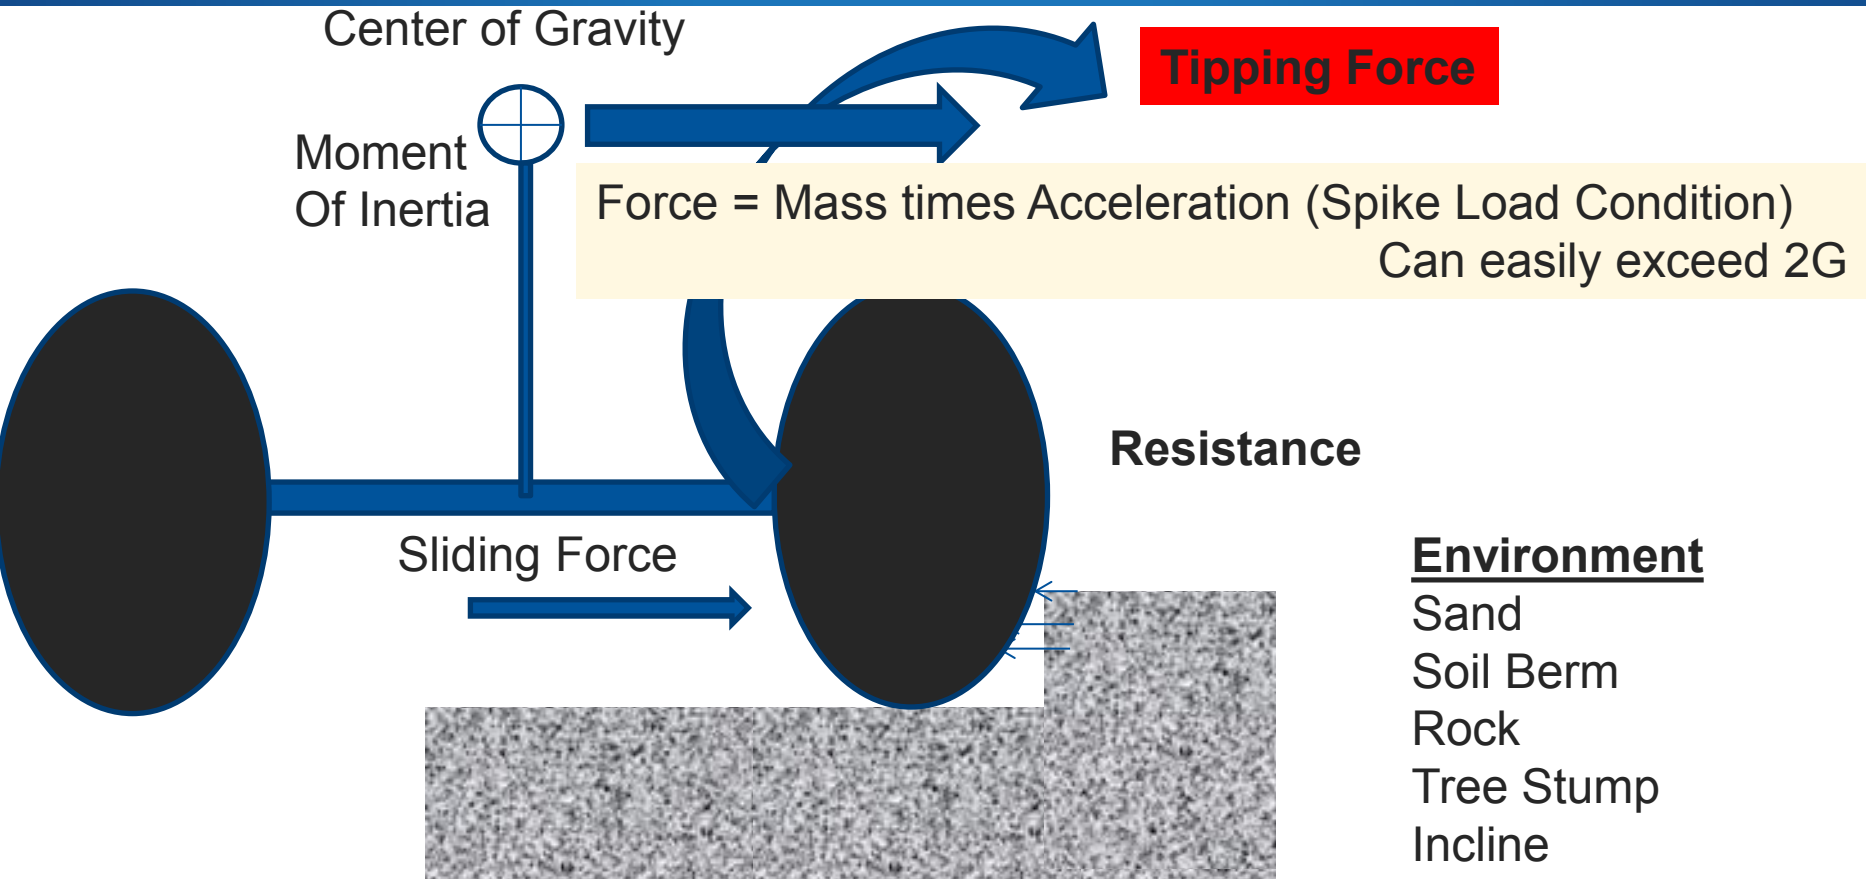 Center of Gravity
Tipping Force
Moment
Of Inertia
Force = Mass times Acceleration (Spike Load Condition)
Can easily exceed 2G
Resistance
Sliding Force
Environment
Sand
Soil Berm
Rock
Tree Stump
Incline